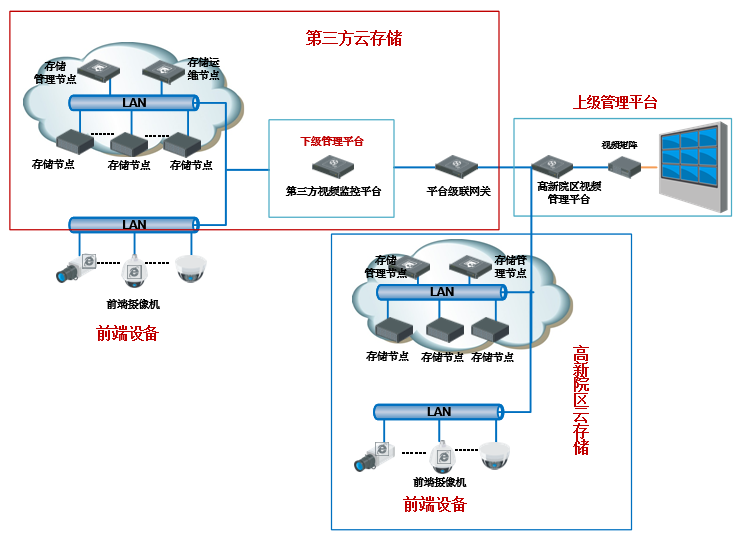 第三方云存储
存储
管理节点
存储运
维节点
LAN
存储节点
存储节点
存储节点
下级管理平台
第三方视频监控平台
平台级联网关
上级管理平台
视频矩阵
高新院区视频
管理平台
LAN
前端摄像机
前端设备
存储
管理节点
存储管
理节点
LAN
存储节点
存储节点
存储节点
高新院区云存储
LAN
前端摄像机
前端设备